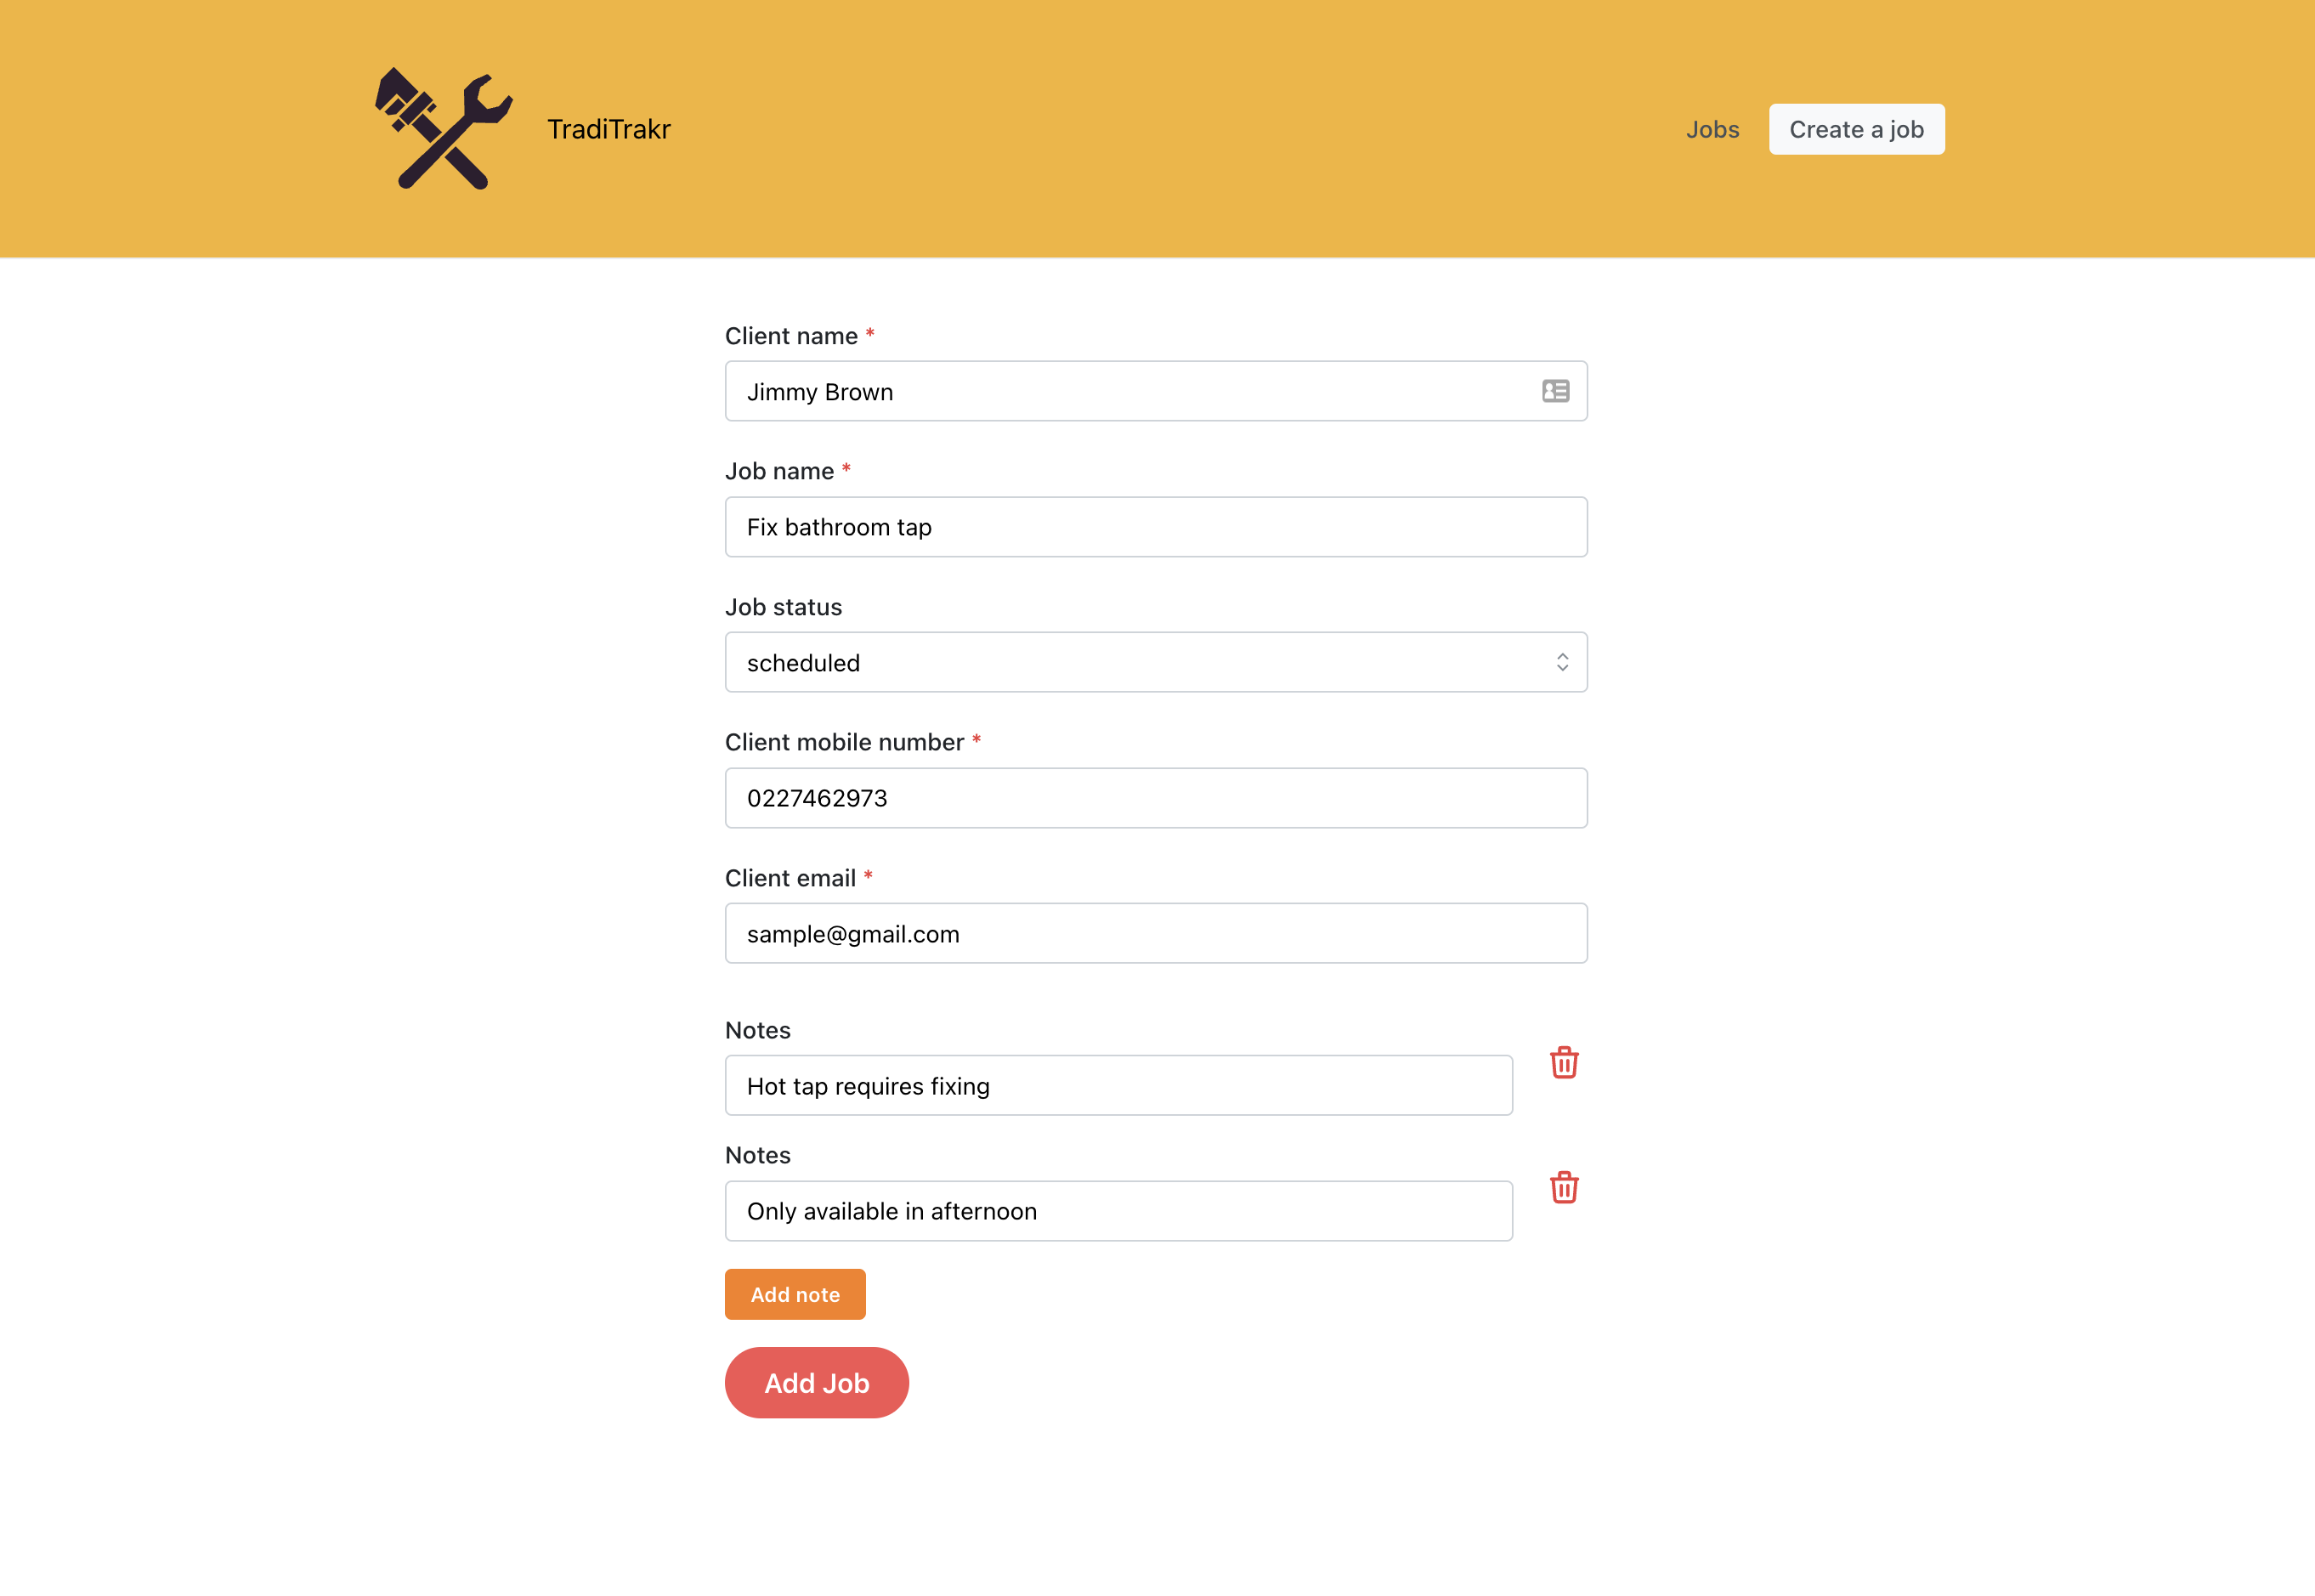 TradiTrakr
Jobs
Create a job
Client name *
Jimmy Brown
Job name *
Fix bathroom tap
Job status
scheduled
Client mobile number *
0227462973
Client email *
sample@gmail.com
Notes
Hot tap requires fixing
Notes
Only available in afternoon
Add note
Add Job